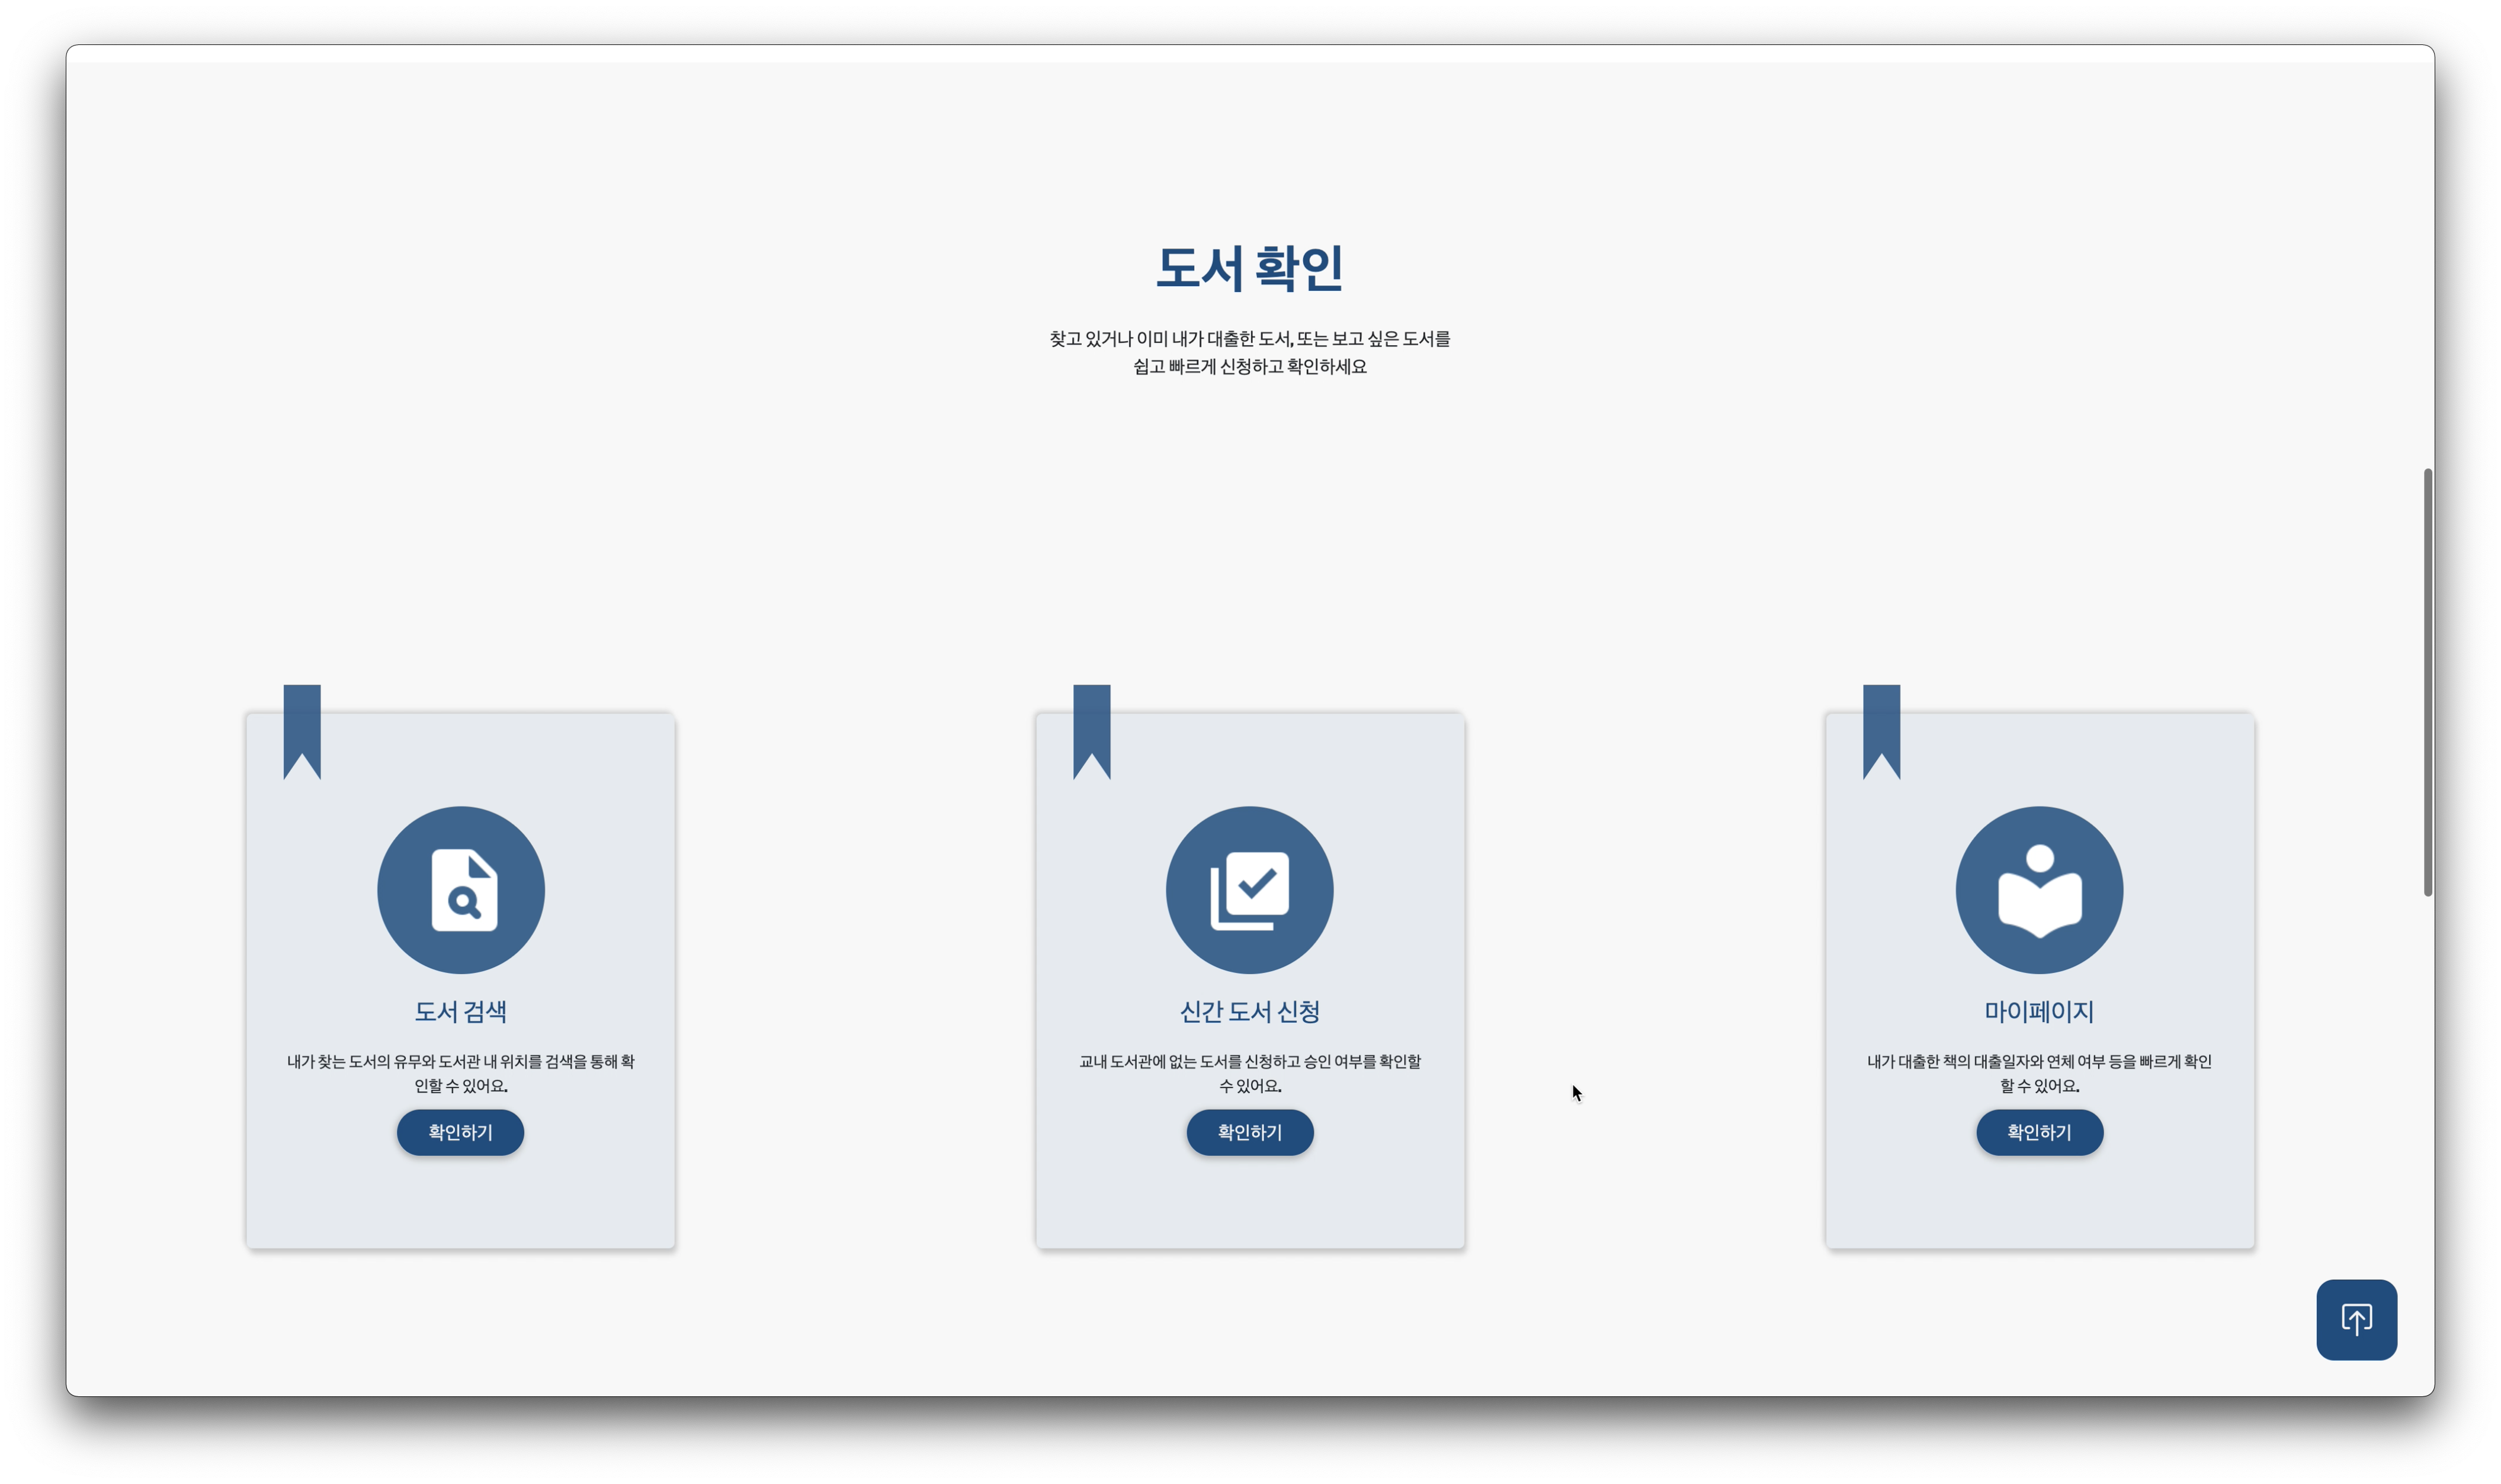 도서 확인
찾고 있거나 이미 내가 대출한 도서, 또는 보고 싶은 도서를
쉽고 빠르게 신청하고 확인하세요
도서 검색
내가 찾는 도서의 유무와 도서관 내 위치를 검색을 통해 확
인할 수 있어요.
확인하기
신간 도서 신청
교내 도서관에 없는 도서를 신청하고 승인 여부를 확인할
수 있어요.
확인하기
마이페이지
내가 대출한 책의 대출일자와 연체 여부 등을 빠르게 확인
할 수 있어요.
확인하기